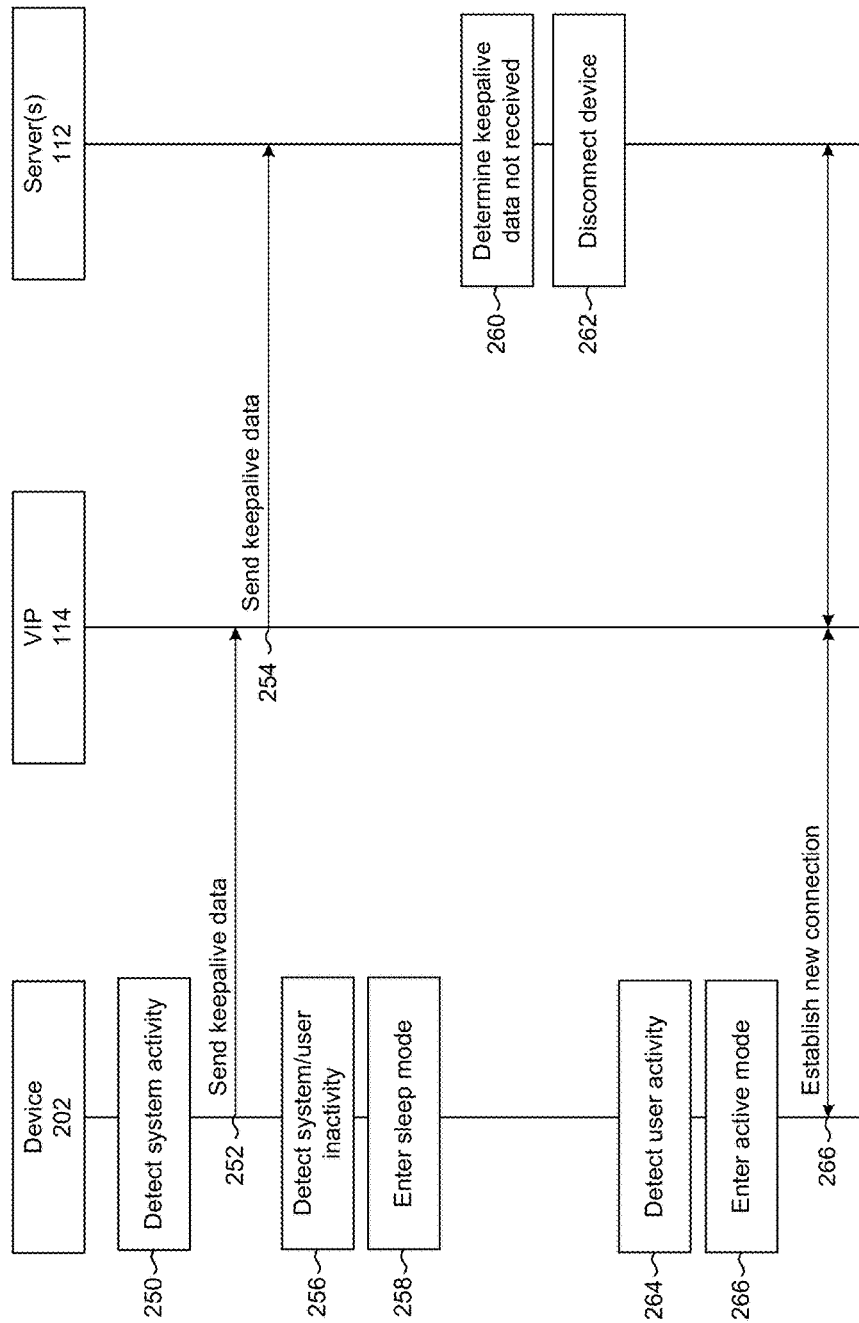 Device
202
VIP
114
Server(s)
112
250
Detect system activity
Send keepalive data
252
Send keepalive data
254
256
Detect system/user
inactivity
258
Enter sleep mode
260
Determine keepalive
data not received
262
Disconnect device
264
Detect user activity
266
Enter active mode
Establish new connection
266